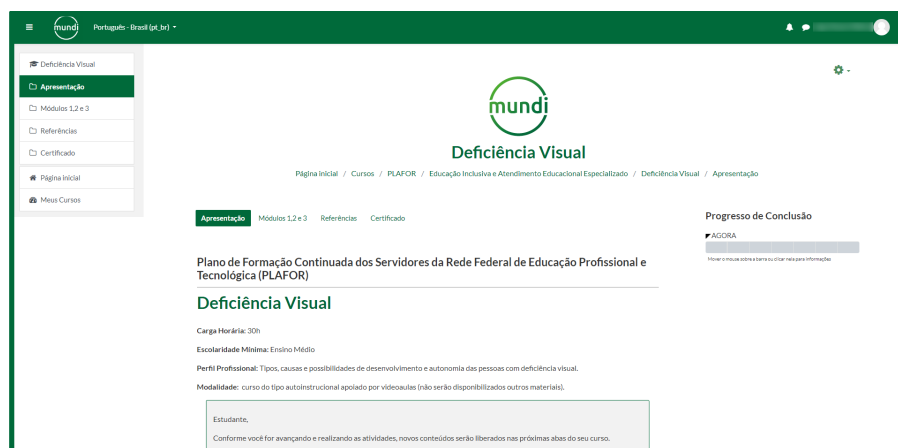 mundi
Português - Brasil (pt_br)
Deficiência Visual
Apresentação
Módulos 1,2 e 3
Referências
Certificado
Página inicial
Meus Cursos
mundi
Deficiência Visual
Página inicial / Cursos / PLAFOR / Educação Inclusiva e Atendimento Educacional Especializado / Deficiência Visual / Apresentação
Apresentação Módulos 1,2 e 3 Referências Certificado
Progresso de Conclusão
AGORA
Mover o mouse sobre a barra ou clicar nela para informações
Plano de Formação Continuada dos Servidores da Rede Federal de Educação Profissional e
Tecnológica (PLAFOR)
Deficiência Visual
Carga Horária: 30h
Escolaridade Mínima: Ensino Médio
Perfil Profissional: Tipos, causas e possibilidades de desenvolvimento e autonomia das pessoas com deficiência visual.
Modalidade: curso do tipo autoinstrucional apoiado por videoaulas (não serão disponibilizados outros materiais).
Estudante,
Conforme você for avançando e realizando as atividades, novos conteúdos serão liberados nas próximas abas do seu curso.